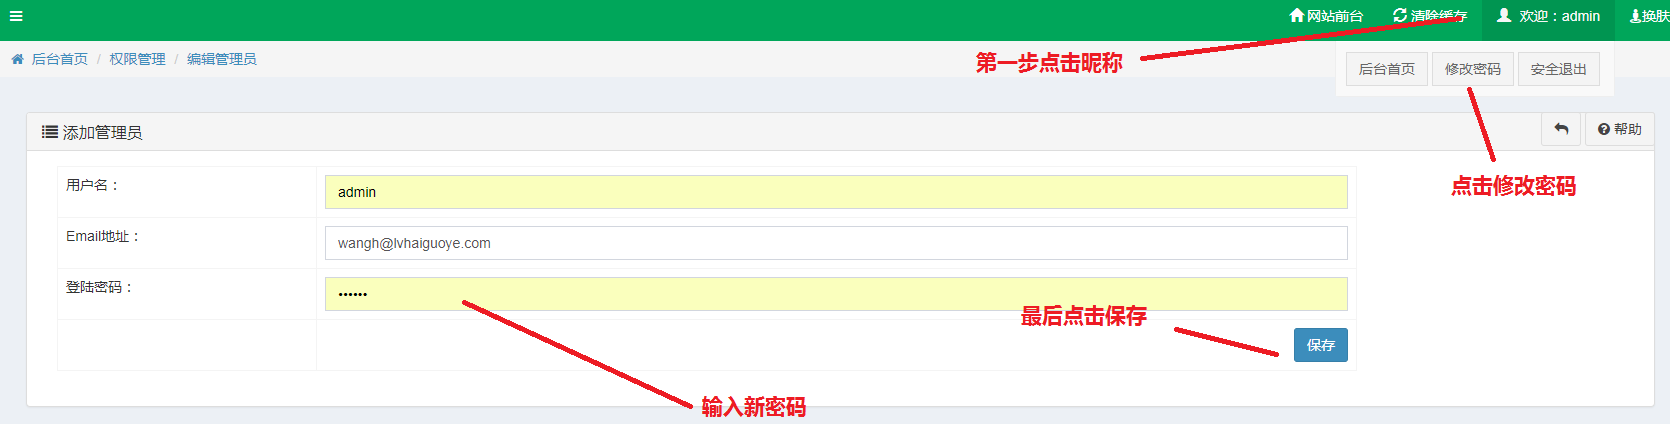 网站前台 清除缓存 欢迎：admin 换肤
后台首页 / 权限管理 / 编辑管理员
第一步点击昵称
后台首页 修改密码 安全退出
添加管理员
帮助
点击修改密码
用户名：
admin
Email地址：
wangh@lvhaiguoye.com
登陆密码：
••••••
最后点击保存
保存
输入新密码